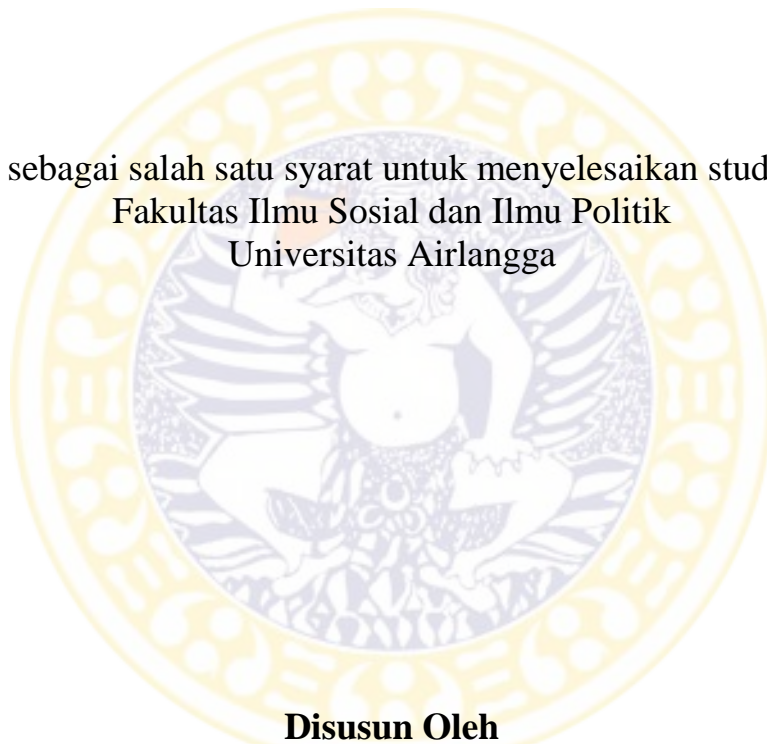 sebagai salah satu syarat untuk menyelesaikan stud
Fakultas Ilmu Sosial dan Ilmu Politik
Universitas Airlangga
Disusun Oleh